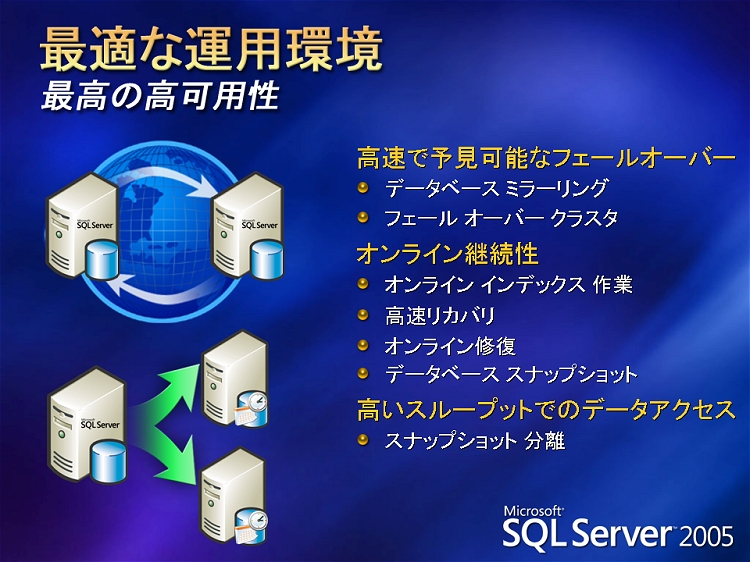 最適な運用環境
最高の高可用性
高速で予見可能なフェールオーバー
データベース ミラーリング
フェール オーバー クラスタ
オンライン継続性
オンライン インデックス 作業
高速リカバリ
オンライン修復
データベース スナップショット
高いスループットでのデータアクセス
スナップショット 分離
Microsoft
SQL Server
Microsoft
SQL Server
Microsoft
SQL Server
Microsoft
SQL Server 2005